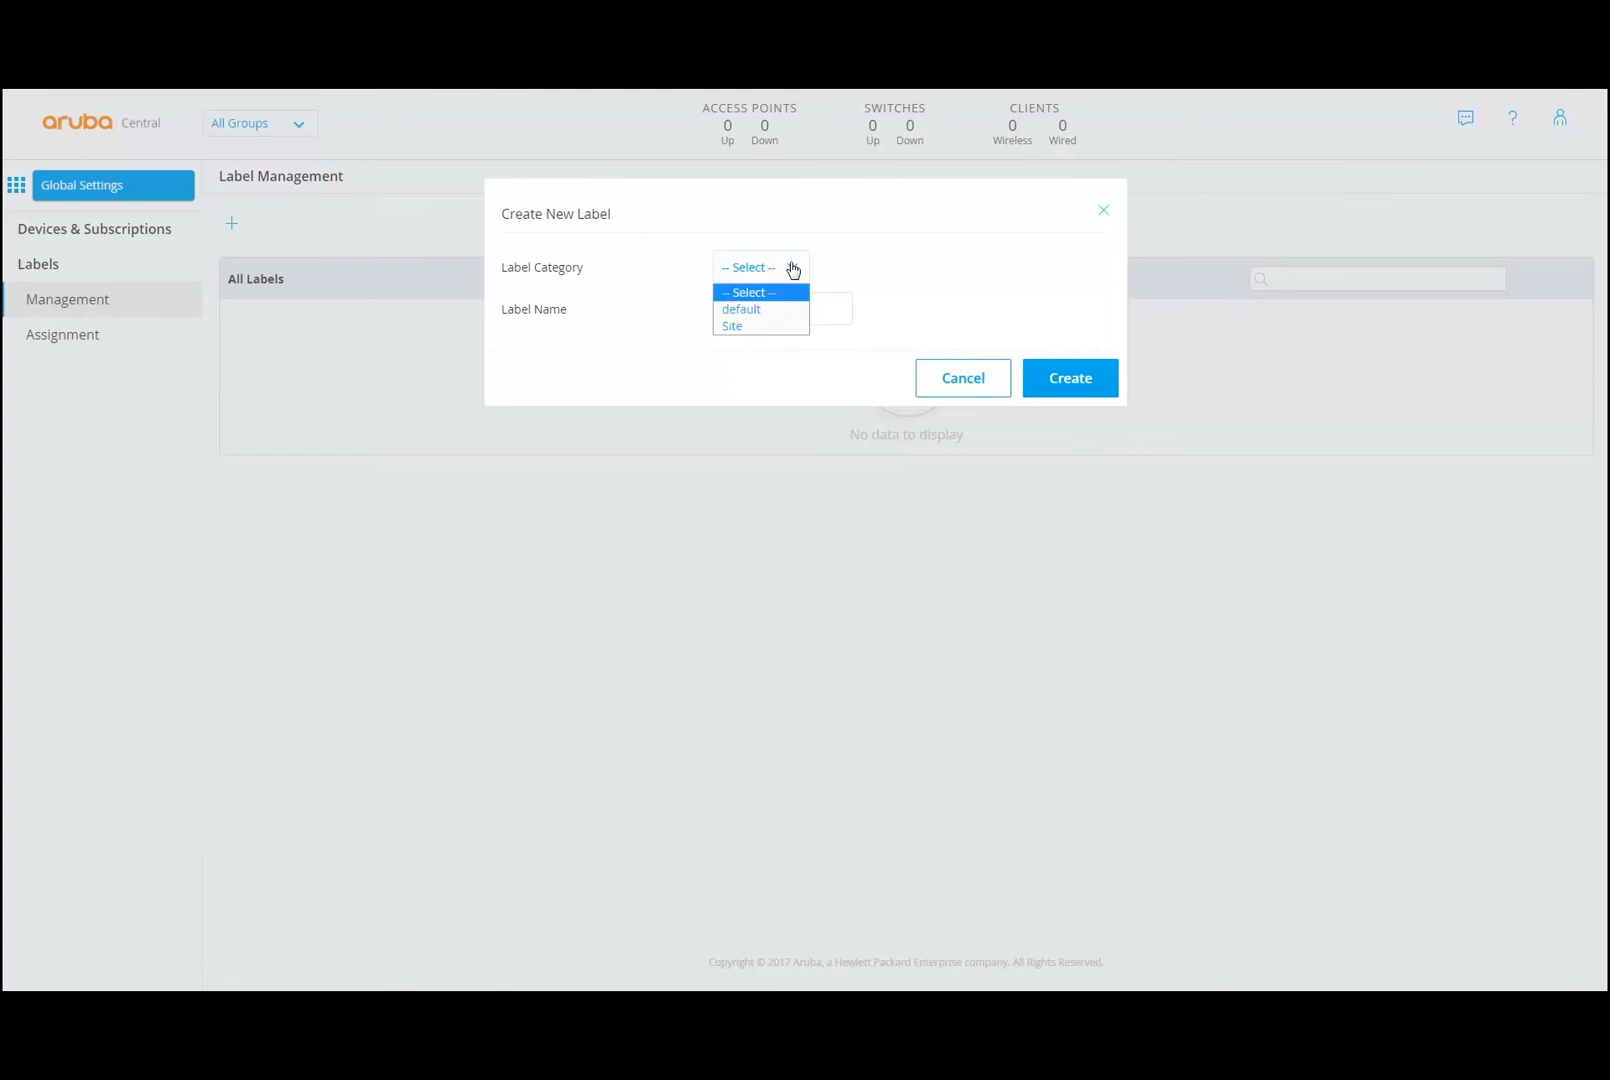 aruba Central
All Groups
ACCESS POINTS
0 0
Up Down
SWITCHES
0 0
Up Down
CLIENTS
0 0
Wireless Wired
?
Global Settings
Devices & Subscriptions
Labels
Management
Assignment
Label Management
+
All Labels
Create New Label
Label Category
-- Select --
-- Select --
default
Site
Label Name
Cancel
Create
No data to display
Copyright © 2017 Aruba, a Hewlett Packard Enterprise company. All Rights Reserved.